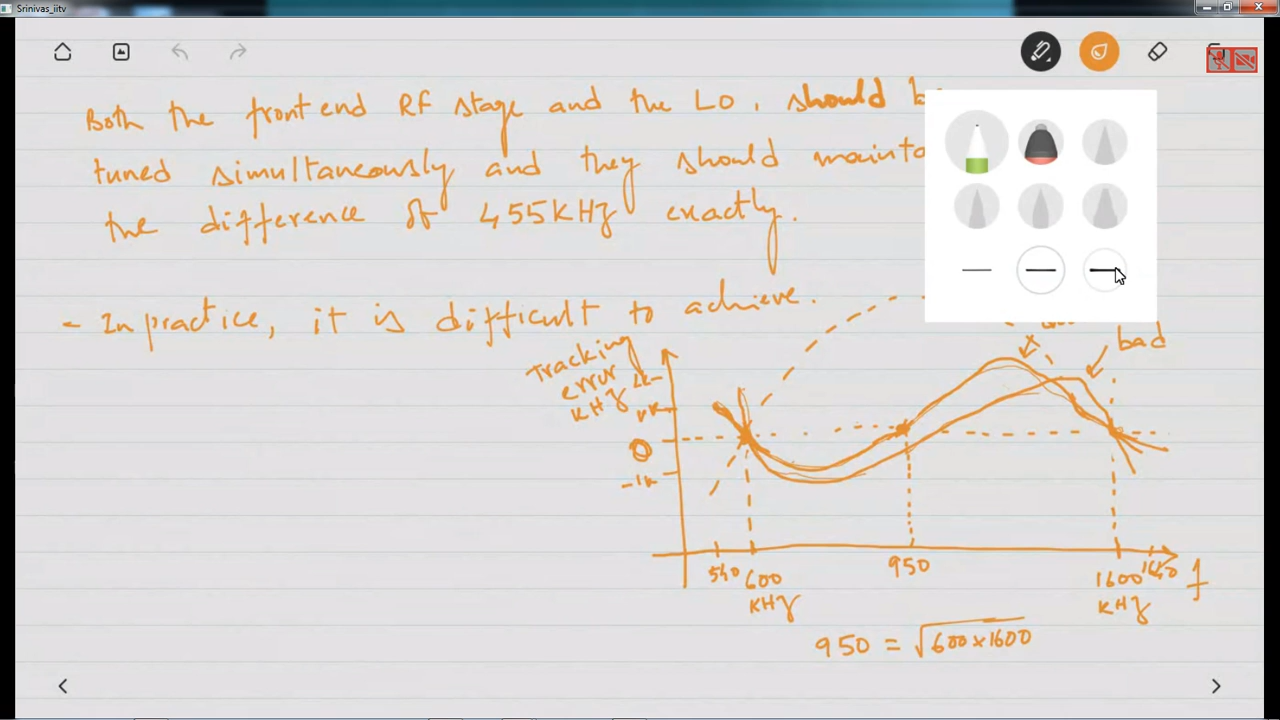 Srinivas_iitv
Both the front end RF stage and the LO, should be
tuned simultaneously and they should mainta
the difference of 455KHz exactly.
- In practice, it is difficult to achieve.
Tracking
error
KHz
2k
1k
0
-1k
bad
540 600
KHz
950
1600 1640
KHz
f
950 = √600×1600